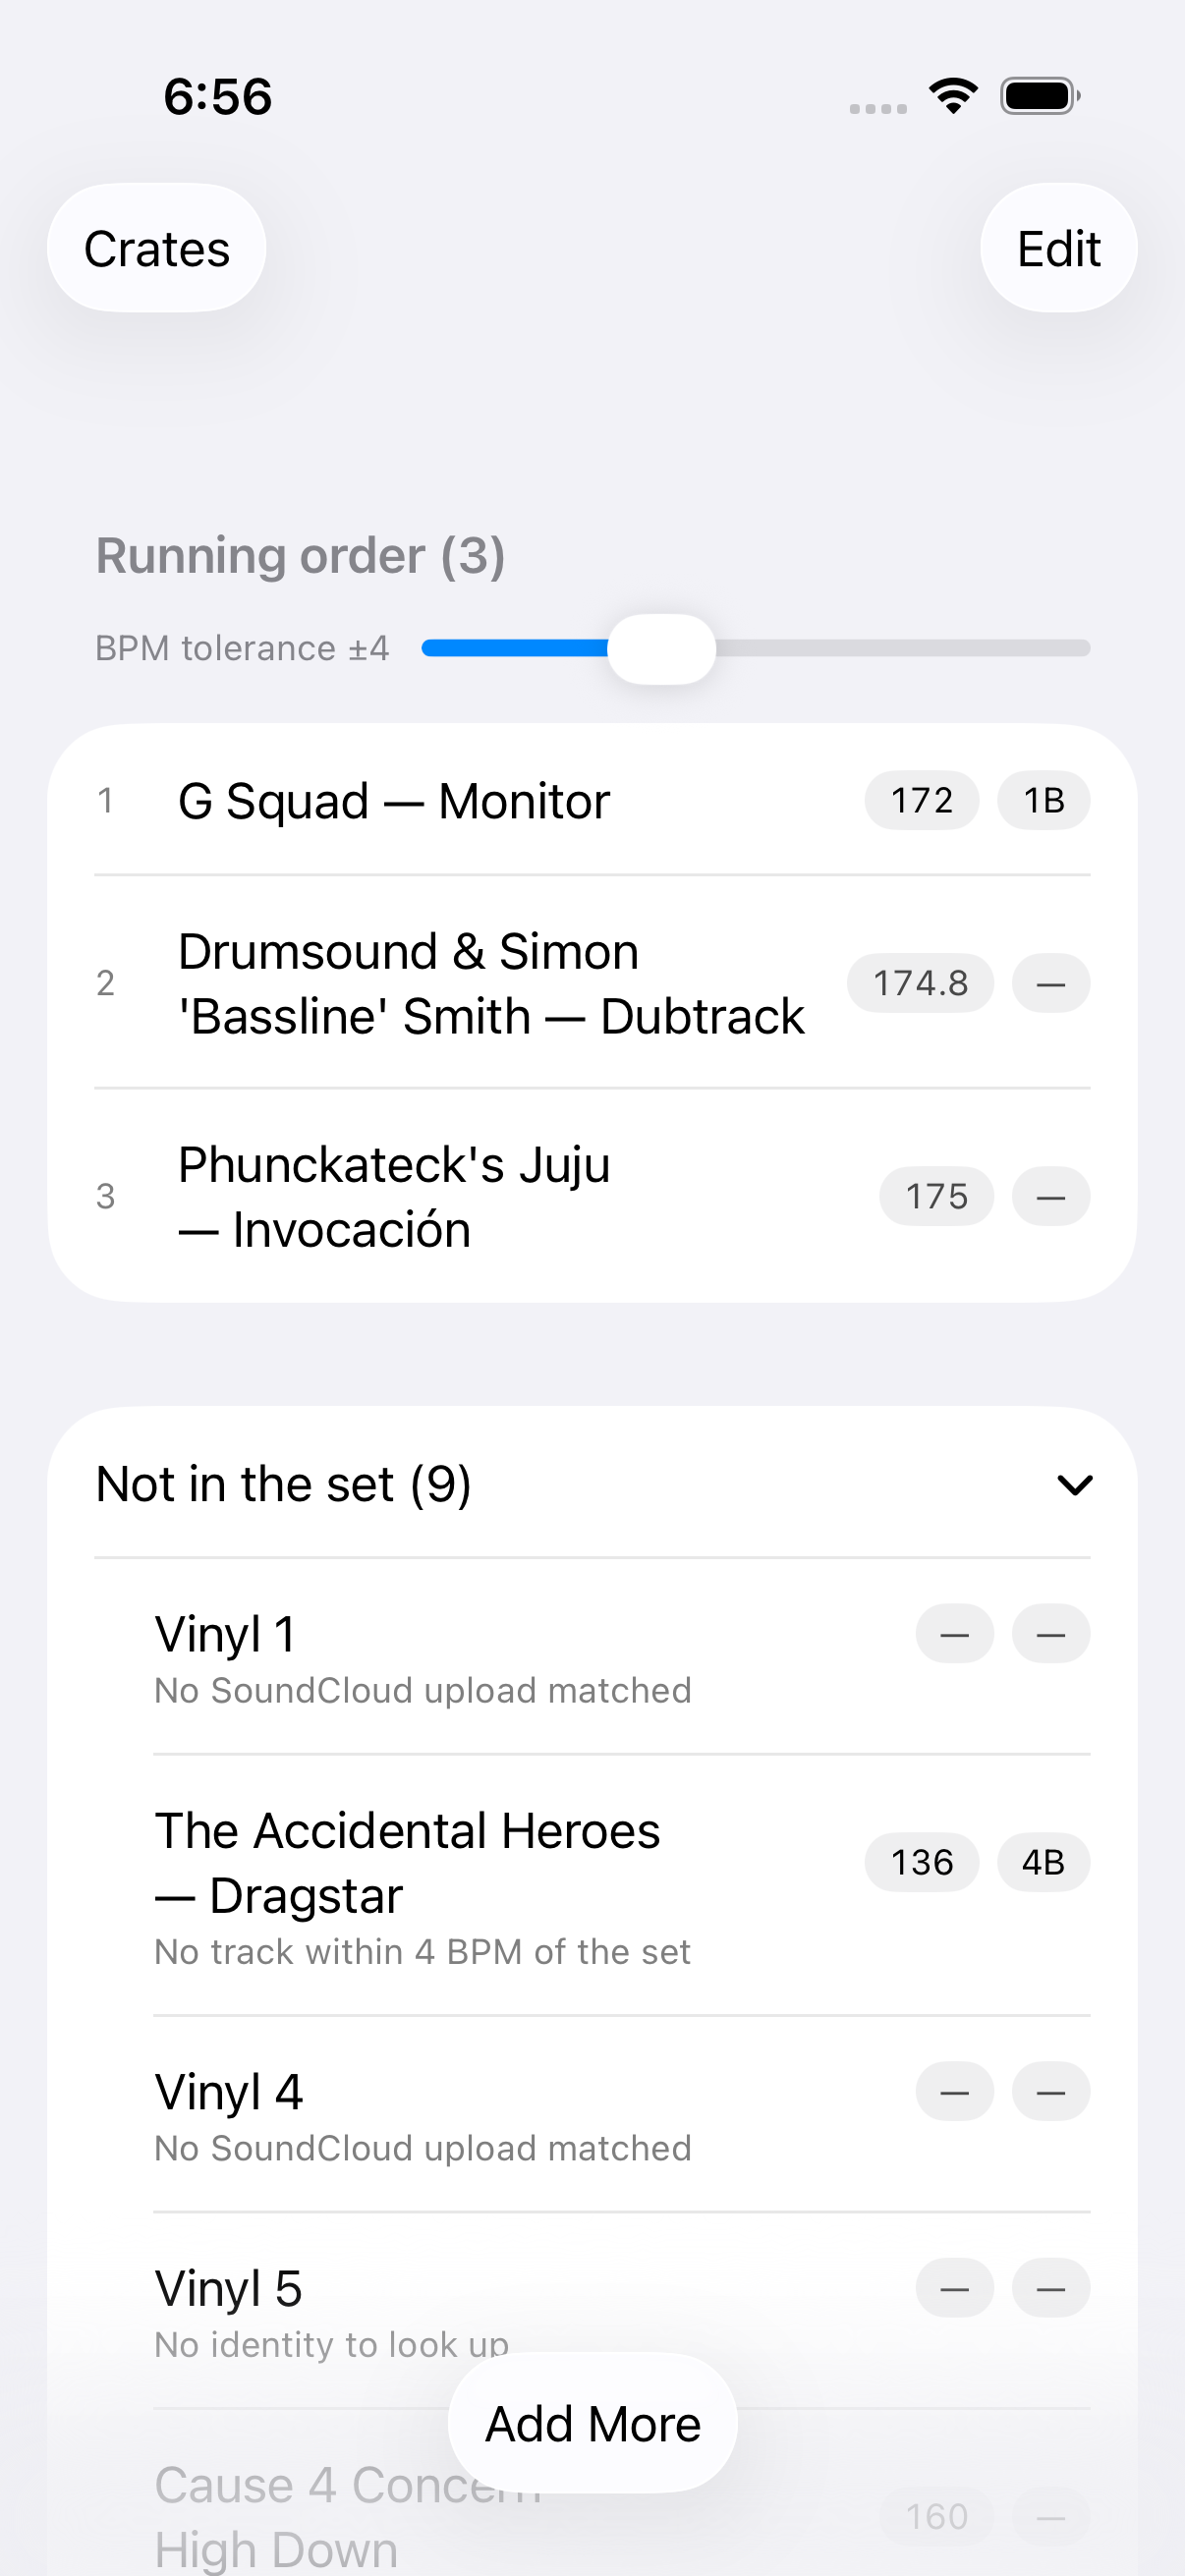 6:56
Crates
Edit
Running order (3)
BPM tolerance ±4
1 G Squad — Monitor 172 1B
Drumsound & Simon
2 174.8 —
'Bassline' Smith — Dubtrack
Phunckateck's Juju
3 175 —
— Invocación
Not in the set (9)
Vinyl 1 — —
No SoundCloud upload matched
The Accidental Heroes
136 4B
— Dragstar
No track within 4 BPM of the set
Vinyl 4 — —
No SoundCloud upload matched
Vinyl 5 — —
No identity to look up
Add More
Cause 4 Concern
160 —
High Down